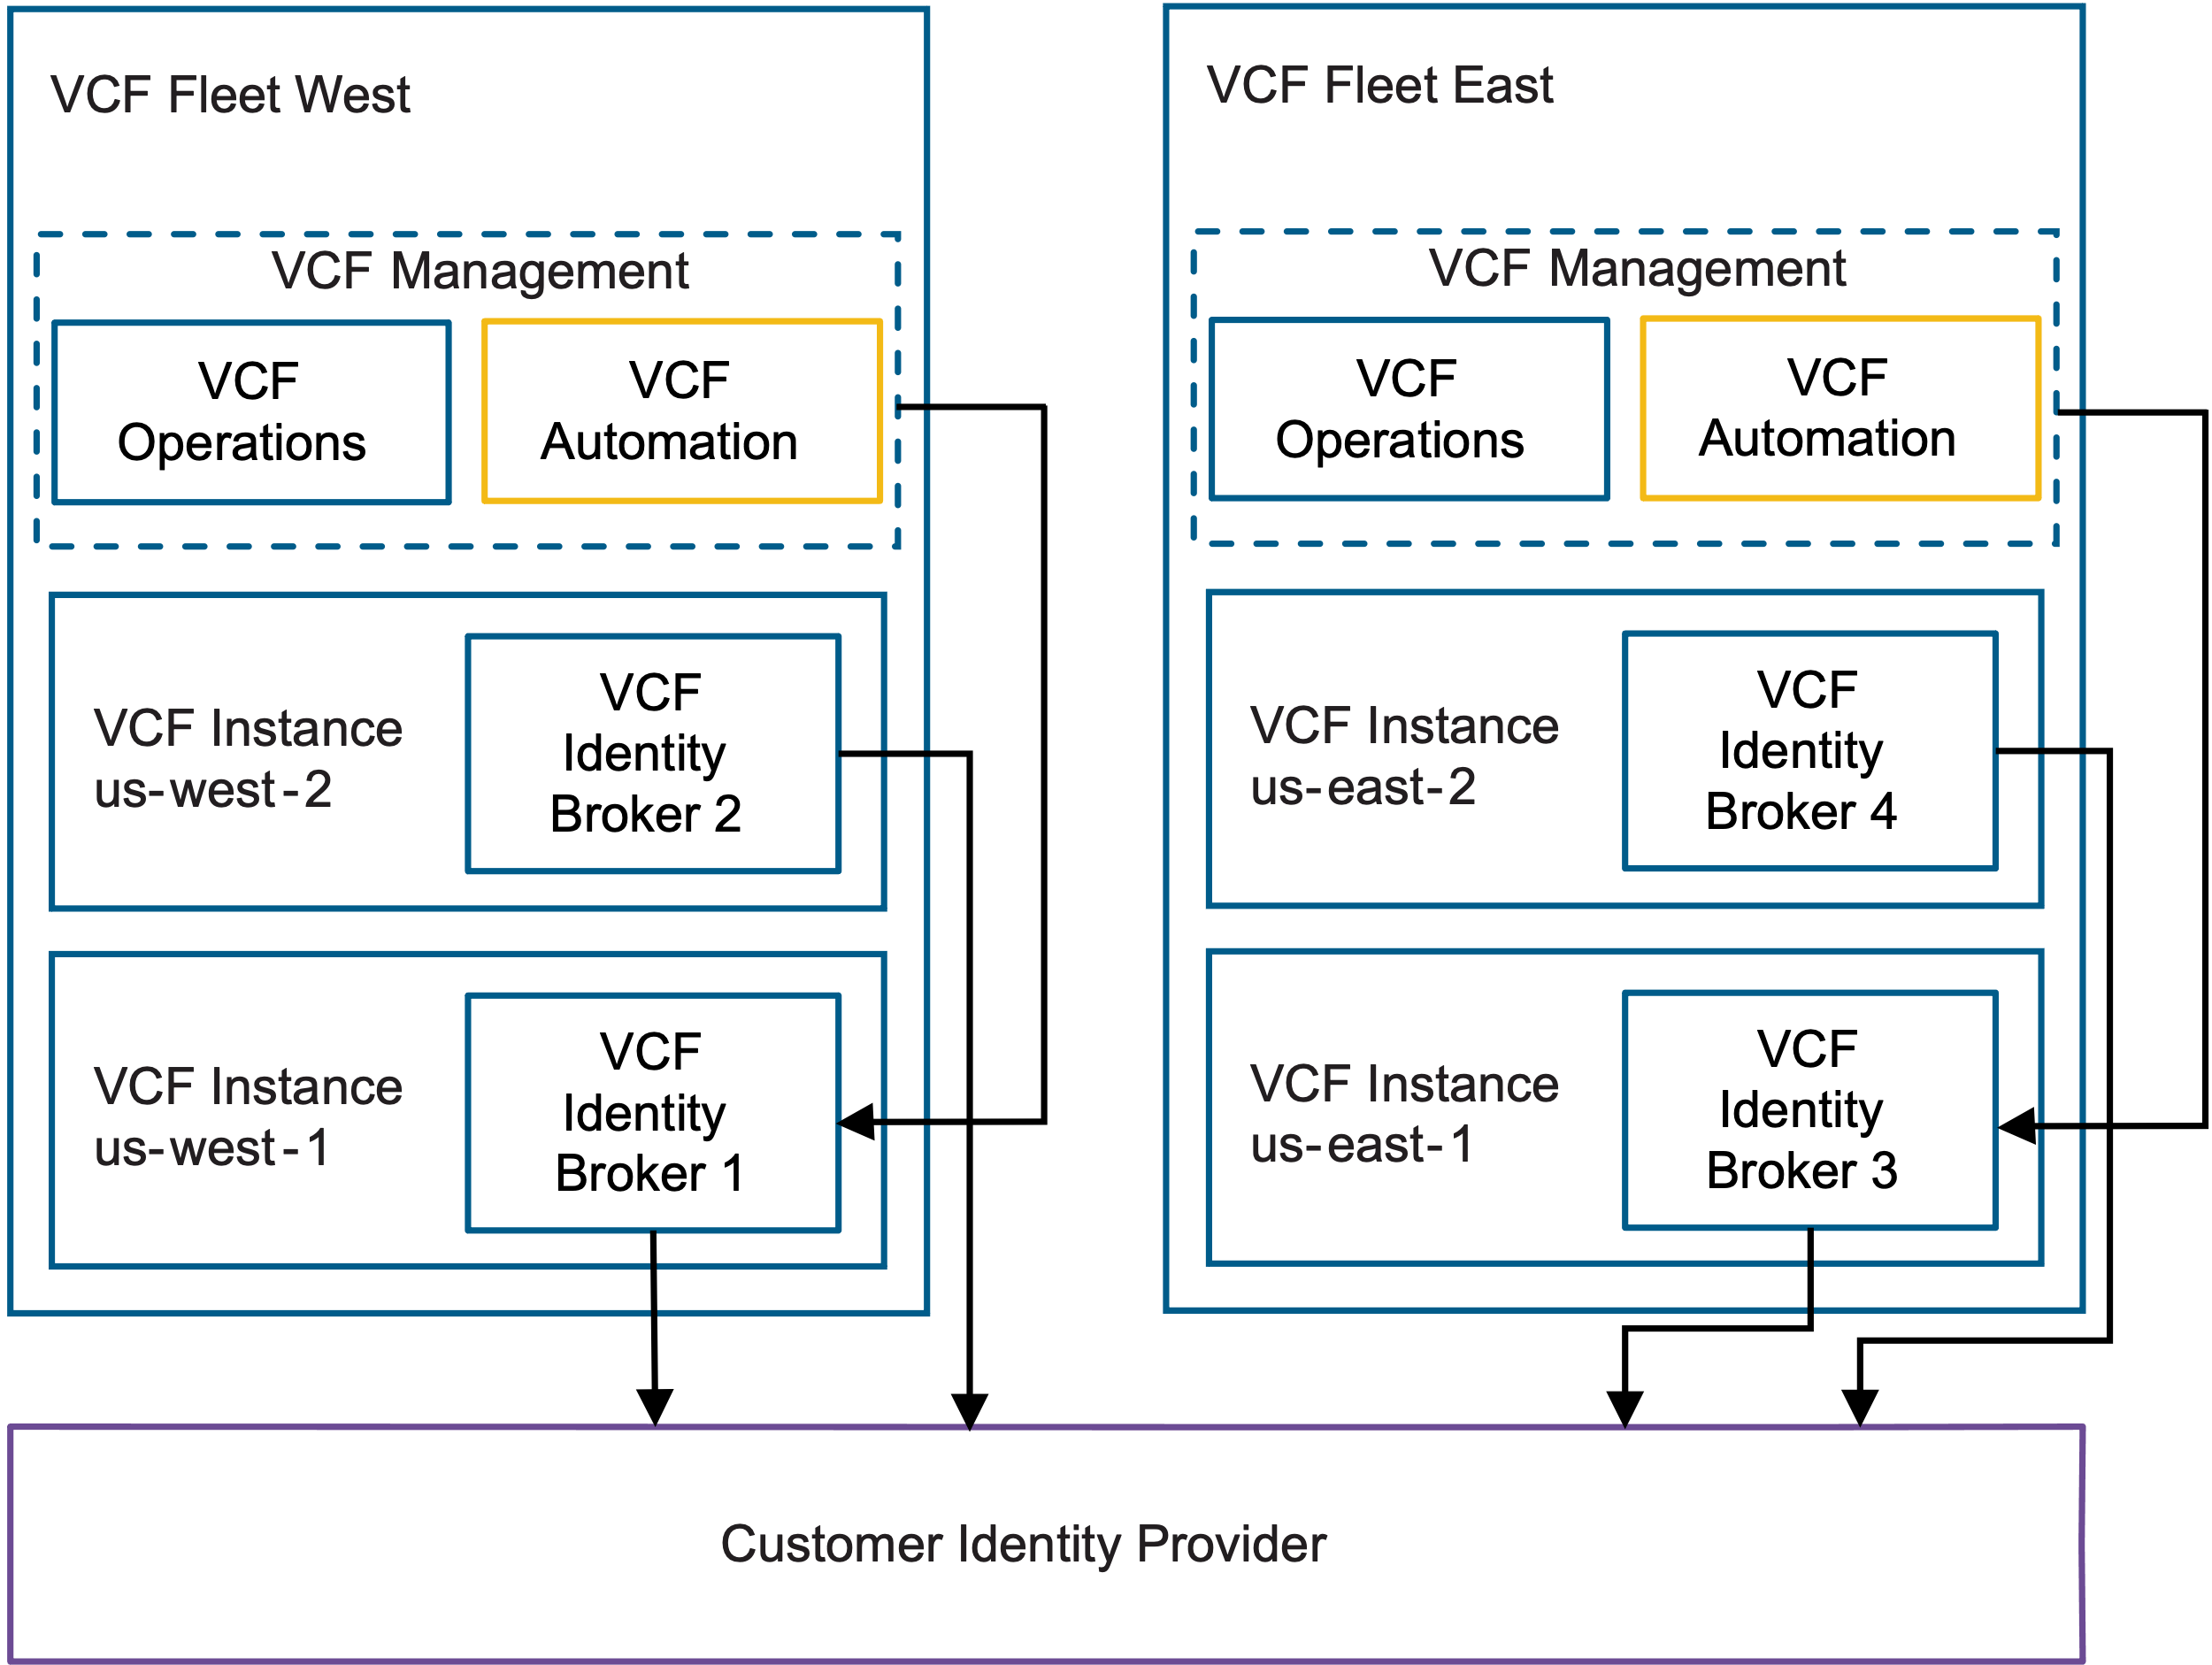 VCF Fleet West
VCF Management
VCF
Operations
VCF
Automation
VCF Instance
us-west-2
VCF
Identity
Broker 2
VCF Instance
us-west-1
VCF
Identity
Broker 1
VCF Fleet East
VCF Management
VCF
Operations
VCF
Automation
VCF Instance
us-east-2
VCF
Identity
Broker 4
VCF Instance
us-east-1
VCF
Identity
Broker 3
Customer Identity Provider